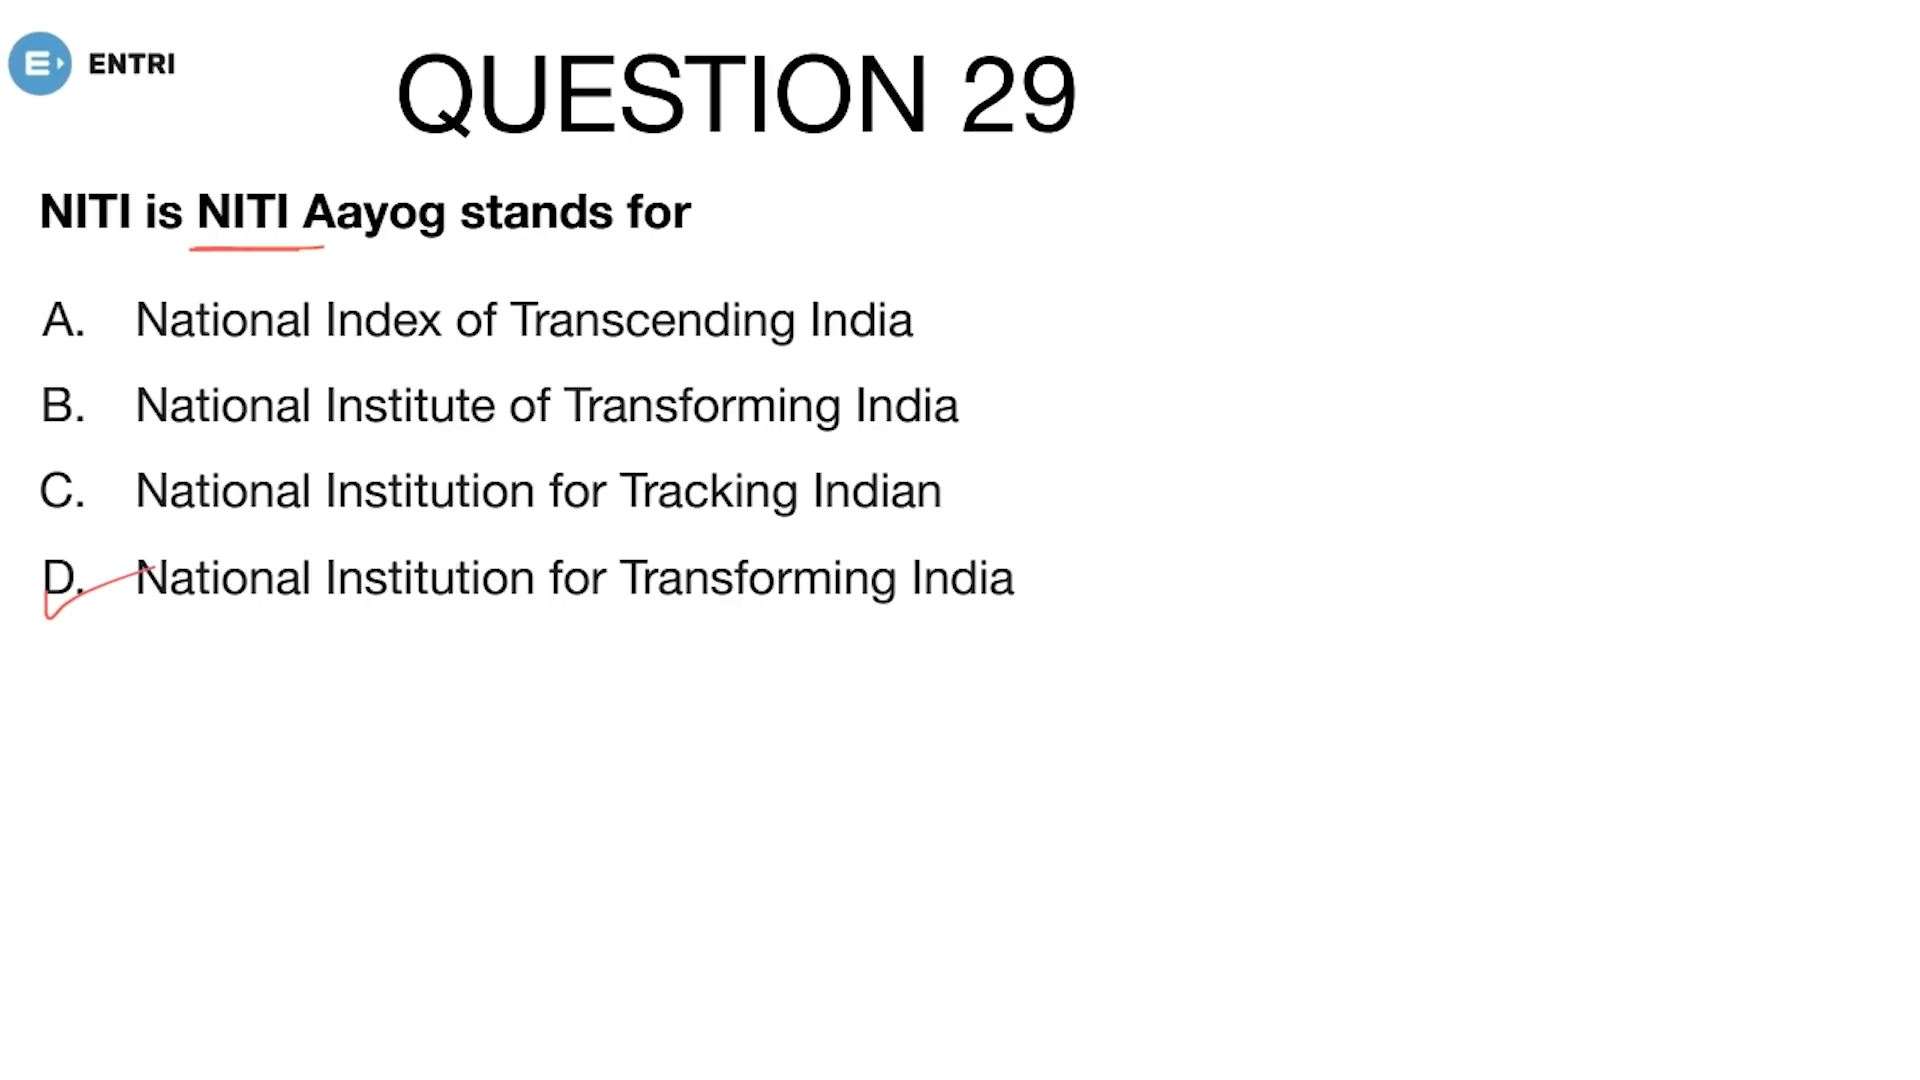 ENTRI
QUESTION 29
NITI is NITI Aayog stands for
A. National Index of Transcending India
B. National Institute of Transforming India
C. National Institution for Tracking Indian
D. National Institution for Transforming India